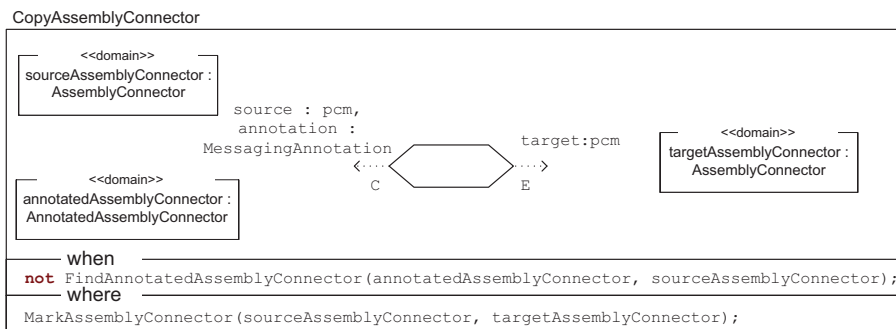 CopyAssemblyConnector
<<domain>>
sourceAssemblyConnector :
AssemblyConnector
source : pcm,
annotation :
MessagingAnnotation
C
target:pcm
E
<<domain>>
targetAssemblyConnector :
AssemblyConnector
<<domain>>
annotatedAssemblyConnector :
AnnotatedAssemblyConnector
when
not FindAnnotatedAssemblyConnector(annotatedAssemblyConnector, sourceAssemblyConnector);
where
MarkAssemblyConnector(sourceAssemblyConnector, targetAssemblyConnector);